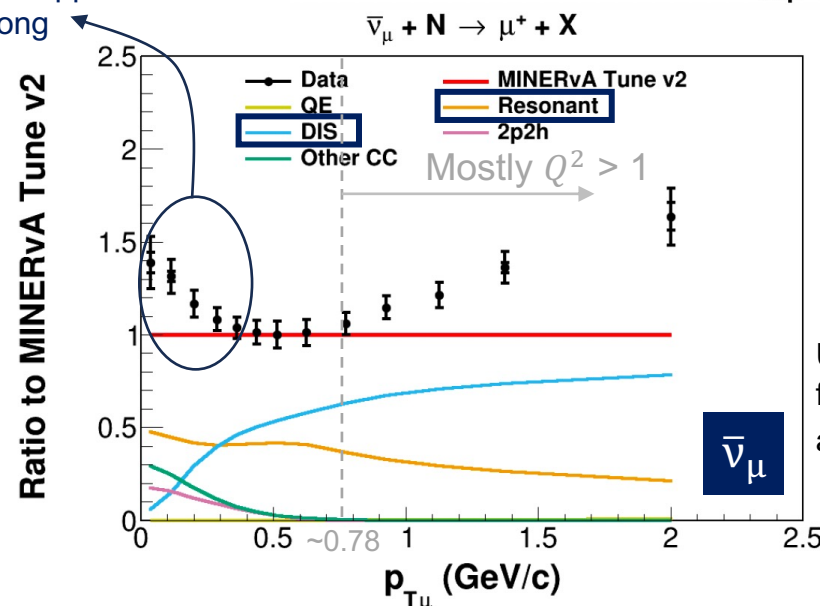 ong
ν̄μ + N → μ⁺ + X
Ratio to MINERvA Tune v2
2.5
2
1.5
1
0.5
0
Data
QE
DIS
Other CC
MINERvA Tune v2
Resonant
2p2h
Mostly Q² > 1
ν̄μ
0 0.5 ~0.78 1 1.5 2 2.5
pTμ (GeV/c)